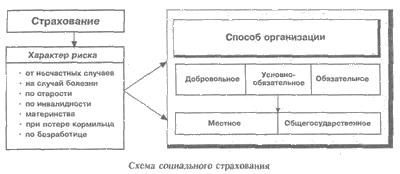 Страхование
Характер риска
· от несчастных случаев
· на случай болезни
· по старости
· по инвалидности
· материнства
· при потере кормильца
· по безработице
Способ организации
Добровольное
Условно-
обязательное
Обязательное
Местное
Общегосударственное
Схема социального страхования